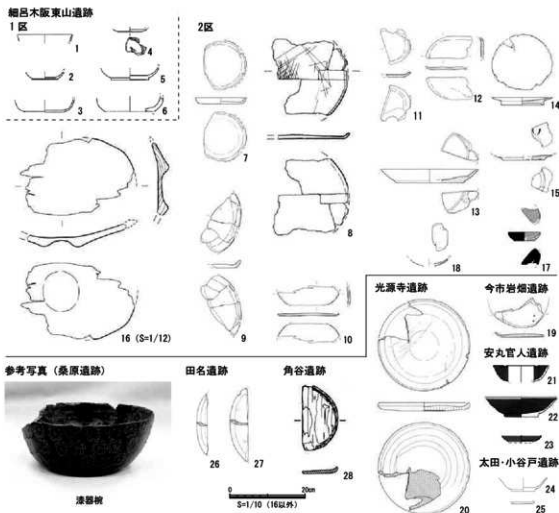 細呂木阪東山遺跡
1区
2区
1
2
3
4
5
6
7
8
9
10
11
12
13
14
15
16 (S=1/12)
17
18
光源寺遺跡
20
今市岩畑遺跡
19
安丸官人遺跡
21
22
23
太田・小谷戸遺跡
24
25
参考写真（桑原遺跡）
漆器椀
田名遺跡
26
27
角谷遺跡
28
0 20cm
S=1/10 (16以外)